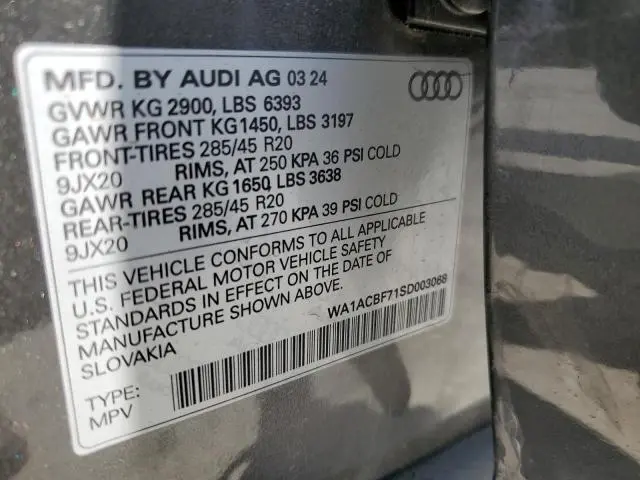 MFD. BY AUDI AG 03 24
GVWR KG 2900, LBS 6393
GAWR FRONT KG1450, LBS 3197
FRONT-TIRES 285/45 R20
9JX20 RIMS, AT 250 KPA 36 PSI COLD
GAWR REAR KG 1650, LBS 3638
REAR-TIRES 285/45 R20
9JX20 RIMS, AT 270 KPA 39 PSI COLD
THIS VEHICLE CONFORMS TO ALL APPLICABLE
U.S. FEDERAL MOTOR VEHICLE SAFETY
STANDARDS IN EFFECT ON THE DATE OF
MANUFACTURE SHOWN ABOVE.
SLOVAKIA
WA1ACBF71SD003068
TYPE:
MPV